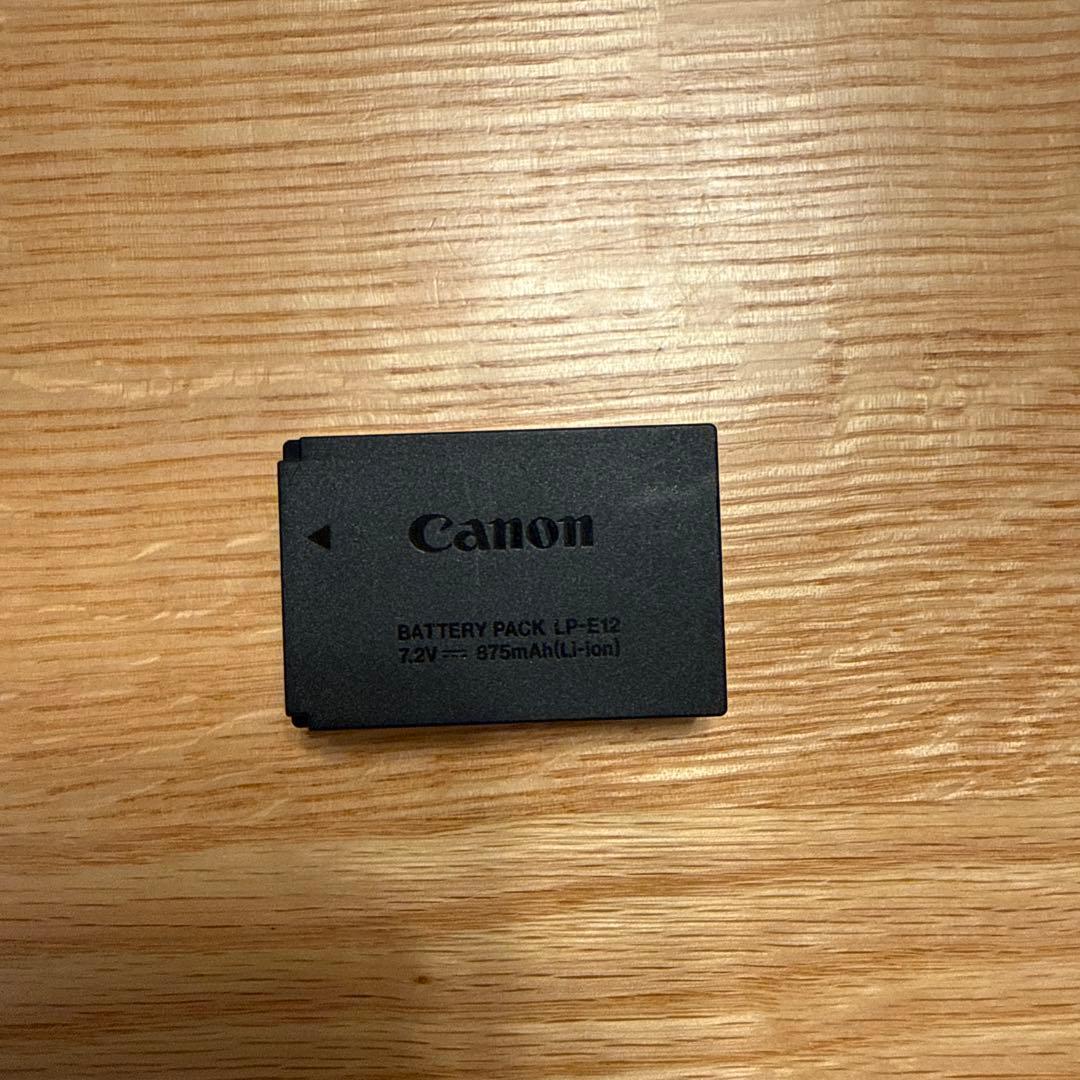 Canon
BATTERY PACK LP-E12
7.2V⎓ 875mAh(Li-ion)